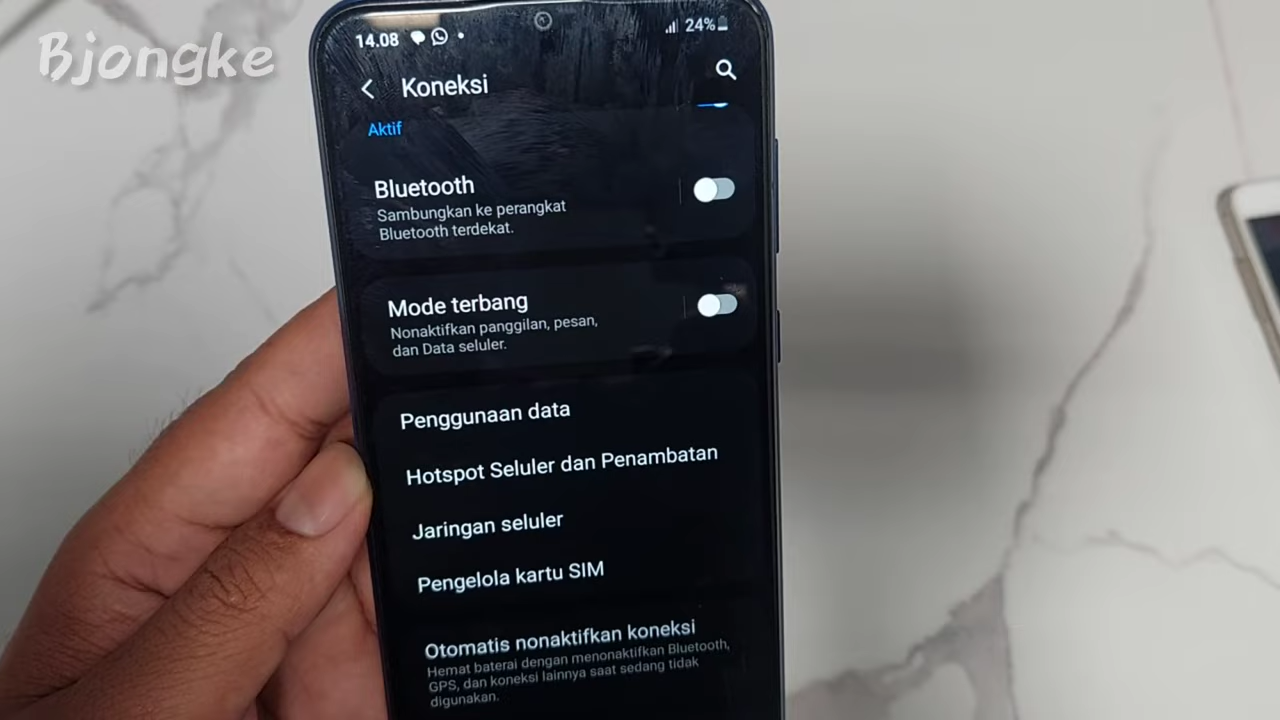 Bjongke
14.08
24%
Koneksi
Aktif
Bluetooth
Sambungkan ke perangkat
Bluetooth terdekat.
Mode terbang
Nonaktifkan panggilan, pesan,
dan Data seluler.
Penggunaan data
Hotspot Seluler dan Penambatan
Jaringan seluler
Pengelola kartu SIM
Otomatis nonaktifkan koneksi
Hemat baterai dengan menonaktifkan Bluetooth,
GPS, dan koneksi lainnya saat sedang tidak
digunakan.